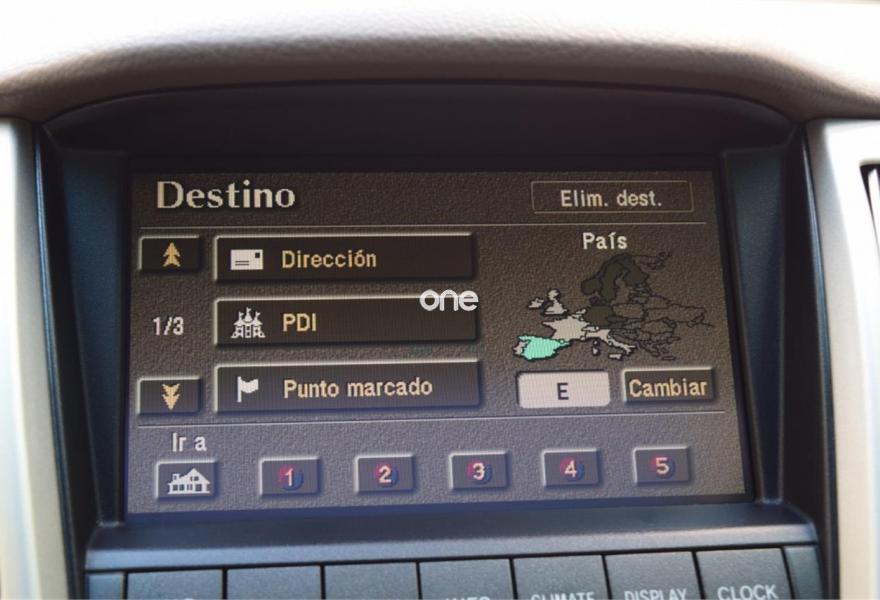 Destino
Elim. dest.
Dirección
País
one
1/3
PDI
Punto marcado
E
Cambiar
Ir a
1 2 3 4 5
CLIMATE DISPLAY CLOCK